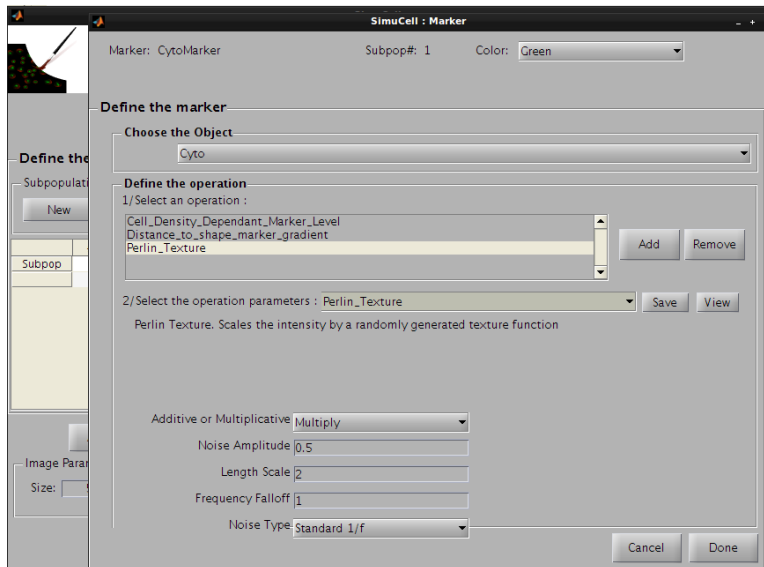 SimuCell : Marker
Marker: CytoMarker Subpop#: 1 Color: Green
Define the marker
Choose the Object
Cyto
Define the
Define the operation
Subpopulati
1/Select an operation :
New
Cell_Density_Dependant_Marker_Level
Distance_to_shape_marker_gradient
Perlin_Texture
Add Remove
Subpop
2/Select the operation parameters : Perlin_Texture Save View
Perlin Texture. Scales the intensity by a randomly generated texture function
Additive or Multiplicative Multiply
Noise Amplitude 0.5
Image Parar
Length Scale 2
Size:
Frequency Falloff 1
Noise Type Standard 1/f
Cancel Done